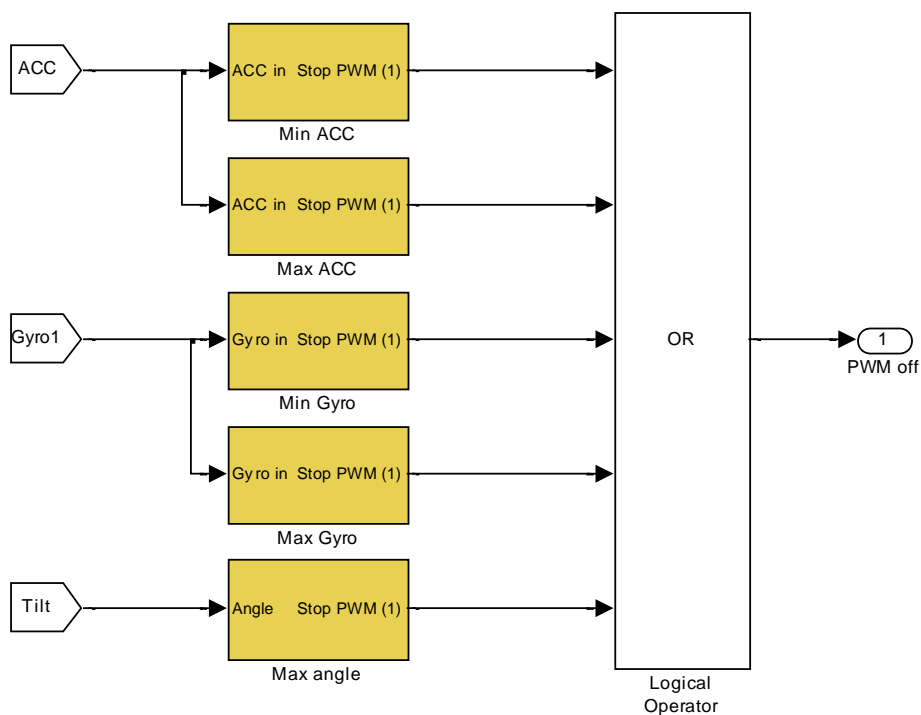 ACC
ACC in Stop PWM (1)
Min ACC
ACC in Stop PWM (1)
Max ACC
Gyro1
Gyro in Stop PWM (1)
Min Gyro
OR
1
PWM off
Gyro in Stop PWM (1)
Max Gyro
Tilt
Angle Stop PWM (1)
Max angle
Logical
Operator